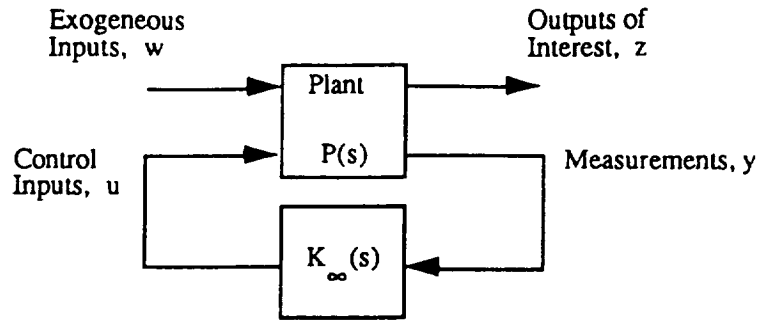 Exogeneous
Inputs, w
Outputs of
Interest, z
Plant
P(s)
Control
Inputs, u
Measurements, y
K∞(s)